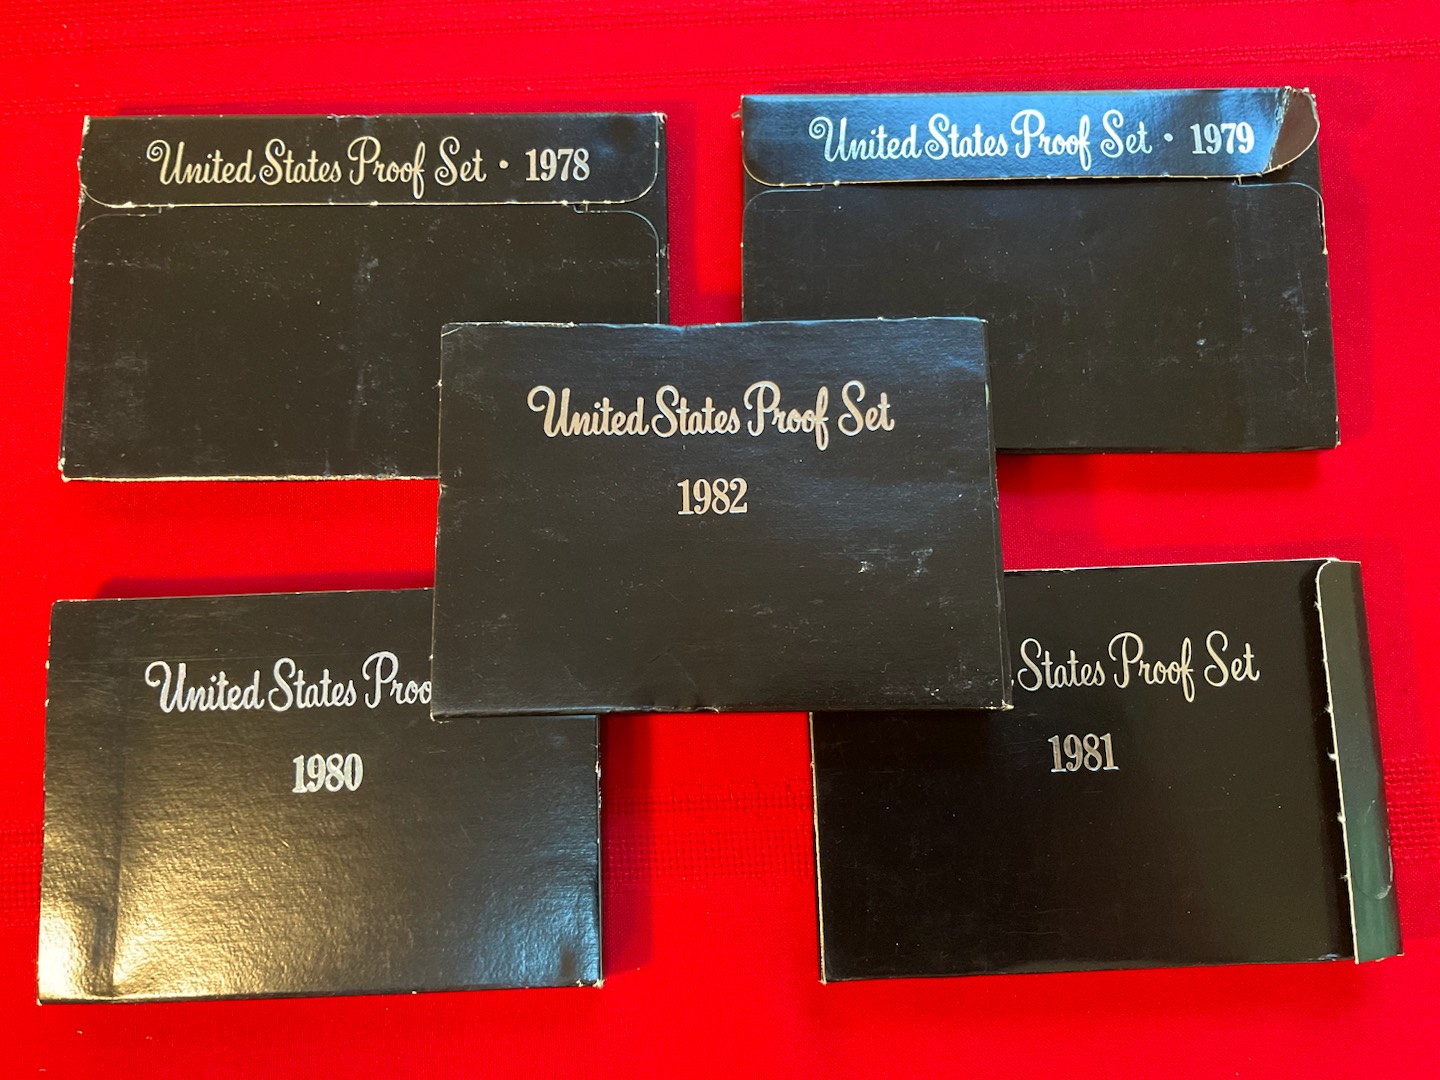 United States Proof Set • 1978
United States Proof Set • 1979
United States Proof Set
1982
United States
1980
States Proof Set
1981